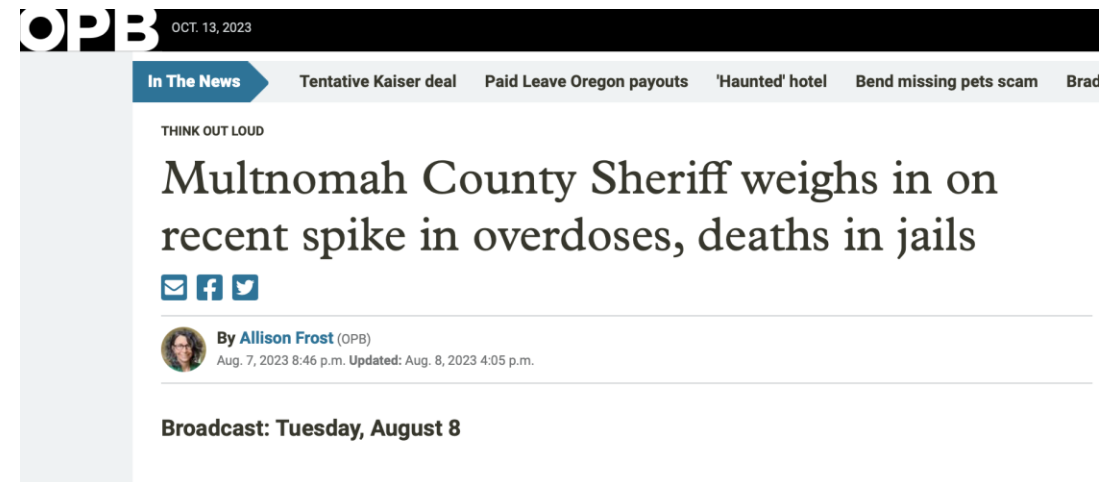 OPB OCT. 13, 2023
In The News Tentative Kaiser deal Paid Leave Oregon payouts 'Haunted' hotel Bend missing pets scam Brad
THINK OUT LOUD
Multnomah County Sheriff weighs in on
recent spike in overdoses, deaths in jails
By Allison Frost (OPB)
Aug. 7, 2023 8:46 p.m. Updated: Aug. 8, 2023 4:05 p.m.
Broadcast: Tuesday, August 8